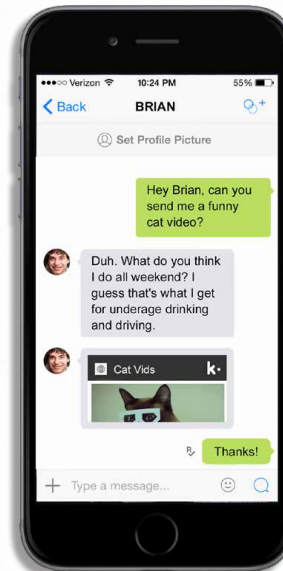 Verizon 10:24 PM 55%
Back BRIAN
Set Profile Picture
Hey Brian, can you
send me a funny
cat video?
Duh. What do you think
I do all weekend? I
guess that's what I get
for underage drinking
and driving.
Cat Vids k·
R Thanks!
Type a message...